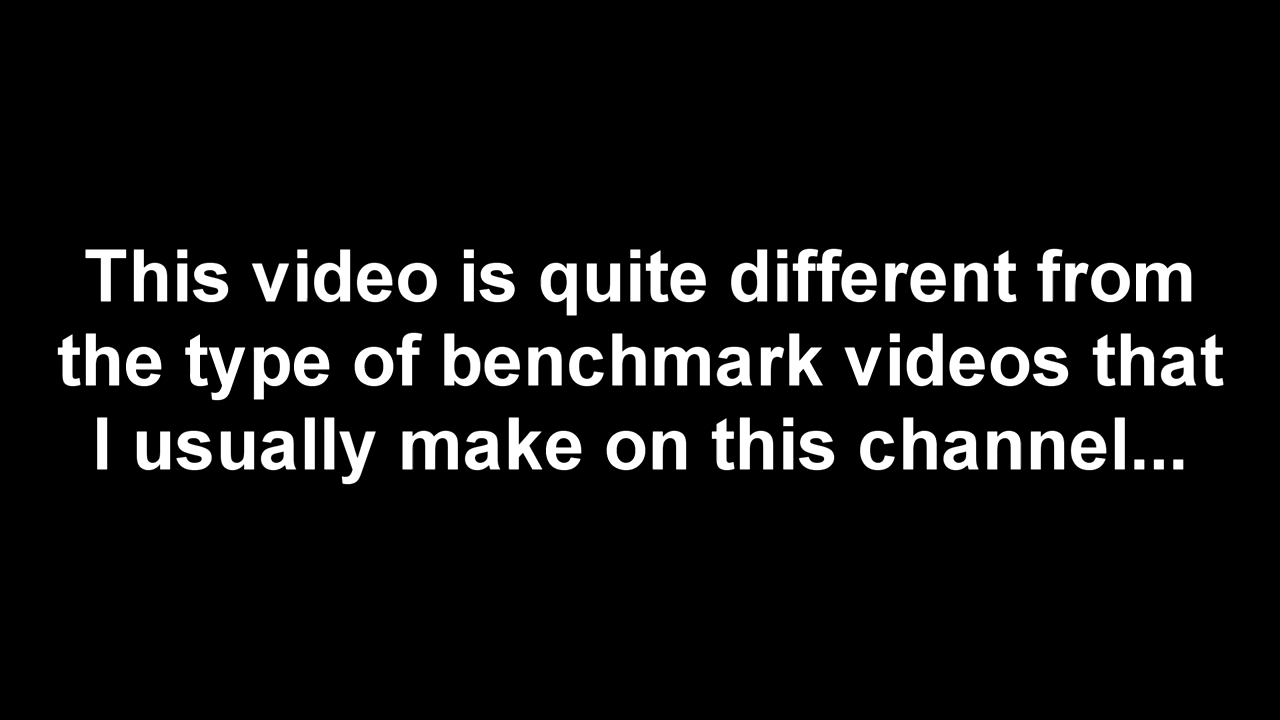 This video is quite different from
the type of benchmark videos that
I usually make on this channel...